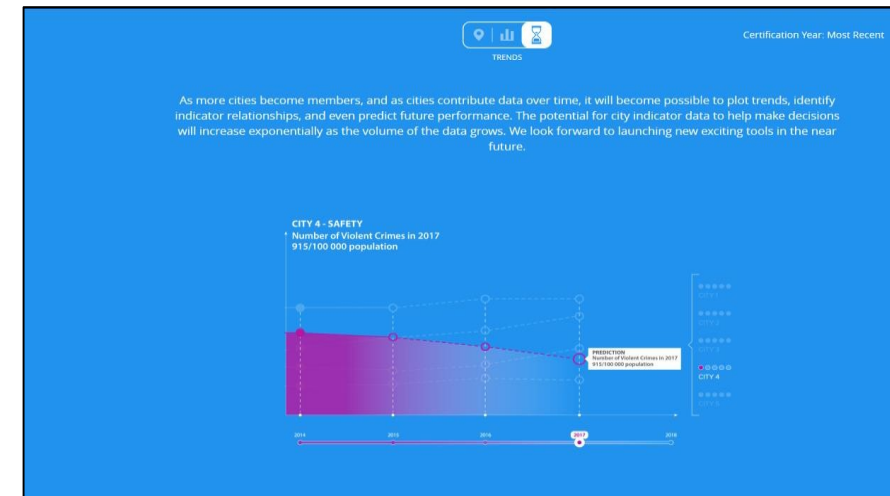 Certification Year: Most Recent
TRENDS
As more cities become members, and as cities contribute data over time, it will become possible to plot trends, identify
indicator relationships, and even predict future performance. The potential for city indicator data to help make decisions
will increase exponentially as the volume of the data grows. We look forward to launching new exciting tools in the near
future.
CITY 4 - SAFETY
Number of Violent Crimes in 2017
915/100 000 population
PREDICTION
Number of Violent Crimes in 2017
915/100 000 population
CITY 1
CITY 2
CITY 3
CITY 4
CITY 5
2014
2015
2016
2017
2018